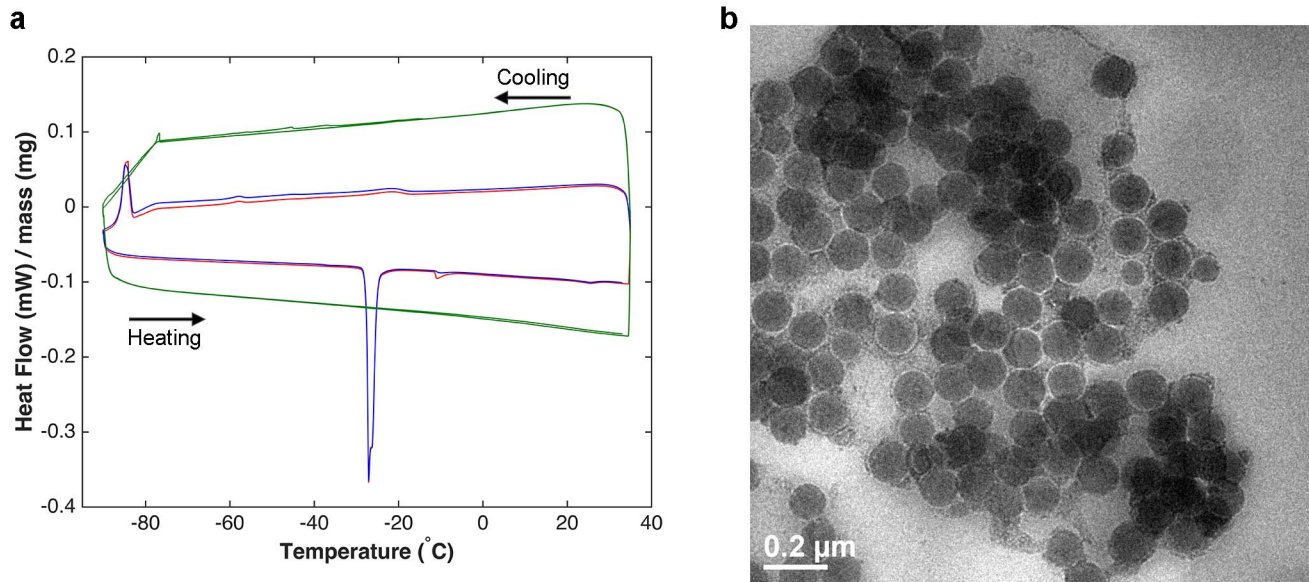 a
b
Cooling
Heating
Heat Flow (mW) / mass (mg)
0.2
0.1
0
-0.1
-0.2
-0.3
-0.4
-80
-60
-40
-20
0
20
40
Temperature (°C)
0.2 µm